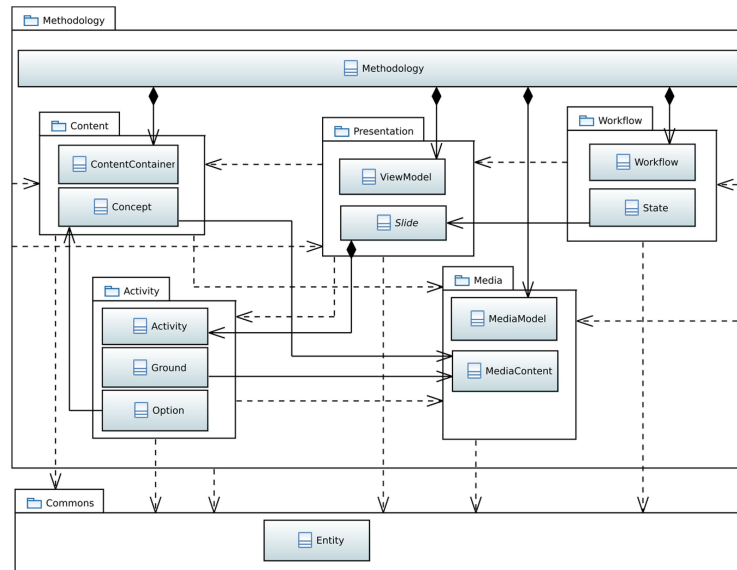 Methodology
Methodology
Content
Presentation
Workflow
ContentContainer
ViewModel
Workflow
Concept
Slide
State
Activity
Media
Activity
MediaModel
Ground
MediaContent
Option
Commons
Entity